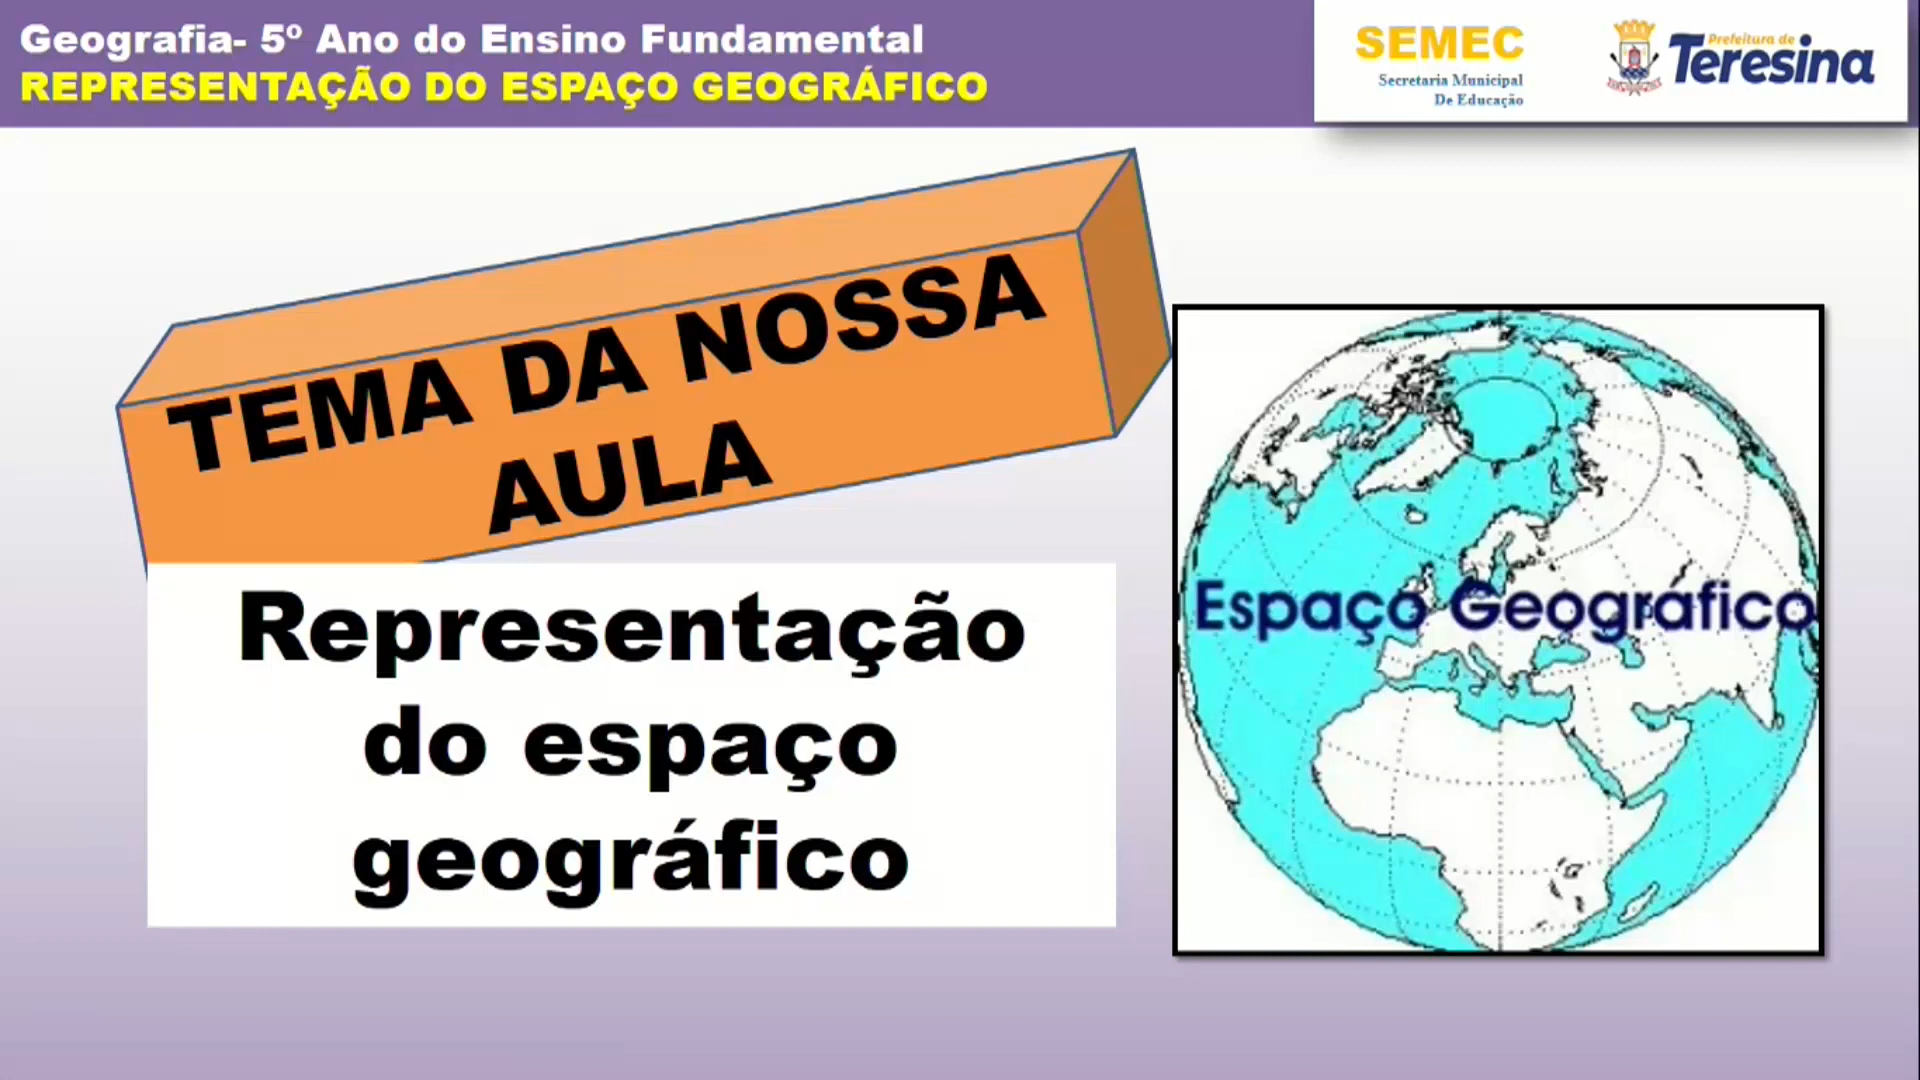 Geografia- 5º Ano do Ensino Fundamental
REPRESENTAÇÃO DO ESPAÇO GEOGRÁFICO
SEMEC
Secretaria Municipal
De Educação
Prefeitura de
Teresina
TEMA DA NOSSA
AULA
Representação
do espaço
geográfico
Espaço Geográfico